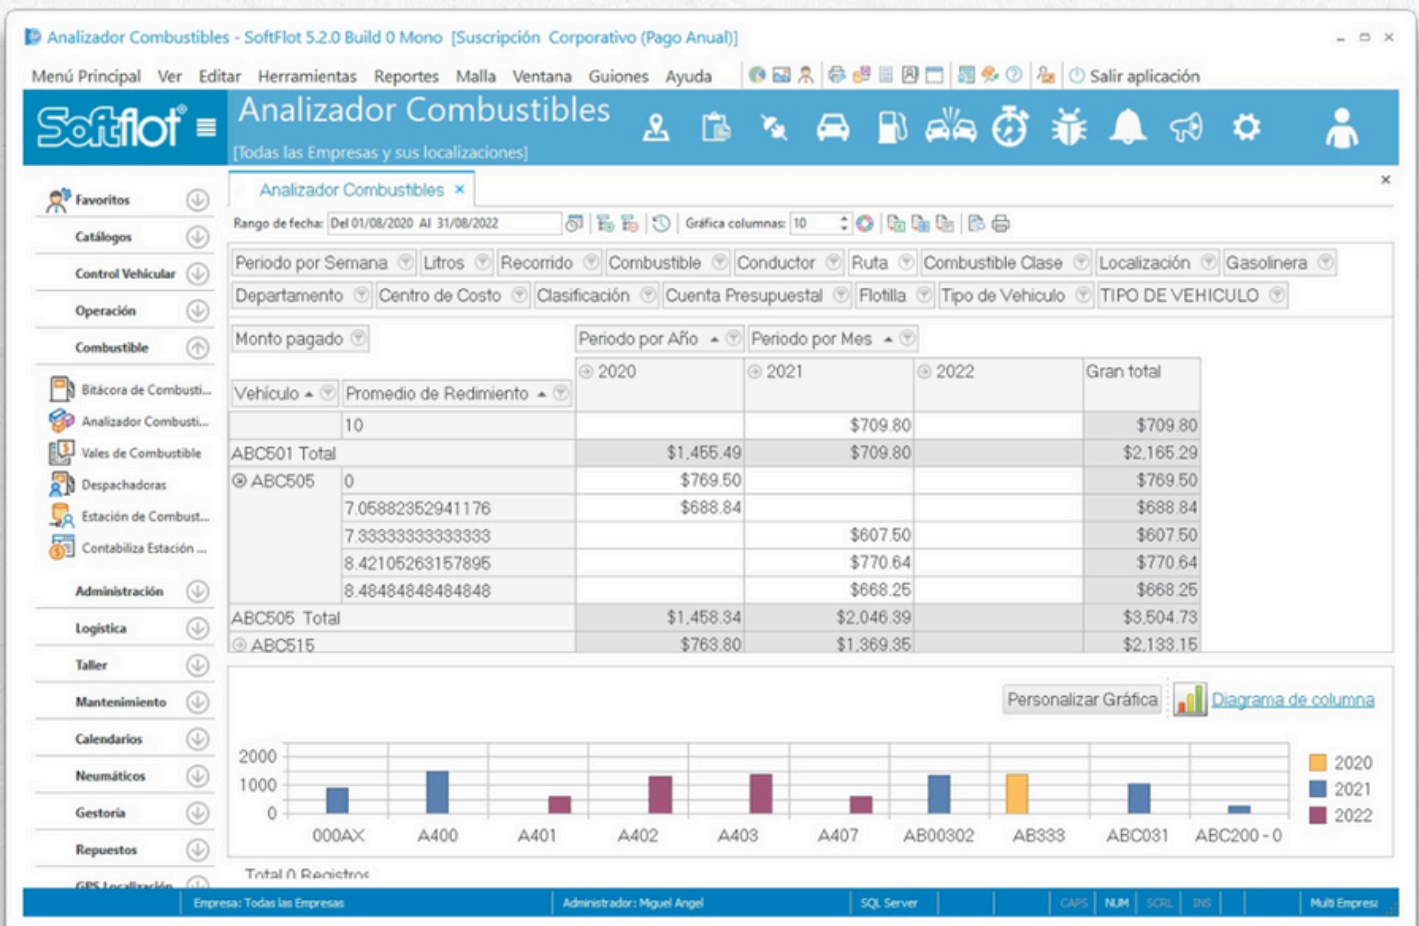 Analizador Combustibles - SoftFlot 5.2.0 Build 0 Mono [Suscripción Corporativo (Pago Anual)]
Menú Principal Ver Editar Herramientas Reportes Malla Ventana Guiones Ayuda Salir aplicación
Softflot® Analizador Combustibles
[Todas las Empresas y sus localizaciones]
Analizador Combustibles ×
Favoritos
Catálogos
Control Vehicular
Operación
Combustible
Bitácora de Combusti...
Analizador Combusti...
Vales de Combustible
Despachadoras
Estación de Combust...
Contabiliza Estación ...
Administración
Logística
Taller
Mantenimiento
Calendarios
Neumáticos
Gestoria
Repuestos
GPS Localización
Rango de fecha: Del 01/08/2020 Al 31/08/2022 Gráfica columnas: 10
Periodo por Semana Litros Recorrido Combustible Conductor Ruta Combustible Clase Localización Gasolinera
Departamento Centro de Costo Clasificación Cuenta Presupuestal Flotilla Tipo de Vehiculo TIPO DE VEHICULO
Monto pagado Periodo por Año Periodo por Mes
2020 2021 2022 Gran total
Vehículo Promedio de Redimiento
10 $709.80 $709.80
ABC501 Total $1,455.49 $709.80 $2,165.29
ABC505 0 $769.50 $769.50
7.05882352941176 $688.84 $688.84
7.33333333333333 $607.50 $607.50
8.42105263157895 $770.64 $770.64
8.48484848484848 $668.25 $668.25
ABC505 Total $1,458.34 $2,046.39 $3,504.73
ABC515 $763.80 $1,369.35 $2,133.15
Personalizar Gráfica Diagrama de columna
2000
1000
0
000AX A400 A401 A402 A403 A407 AB00302 AB333 ABC031 ABC200 - 0
2020
2021
2022
Total 0 Registros
Empresa: Todas las Empresas Administrador: Miguel Angel SQL Server CAPS NUM SCRL INS Multi Empresa